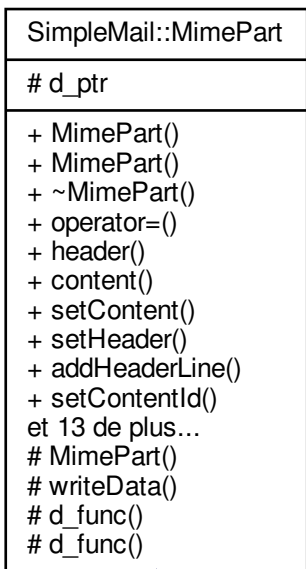 SimpleMail::MimePart
# d_ptr
+ MimePart()
+ MimePart()
+ ~MimePart()
+ operator=()
+ header()
+ content()
+ setContent()
+ setHeader()
+ addHeaderLine()
+ setContentId()
et 13 de plus...
# MimePart()
# writeData()
# d_func()
# d_func()